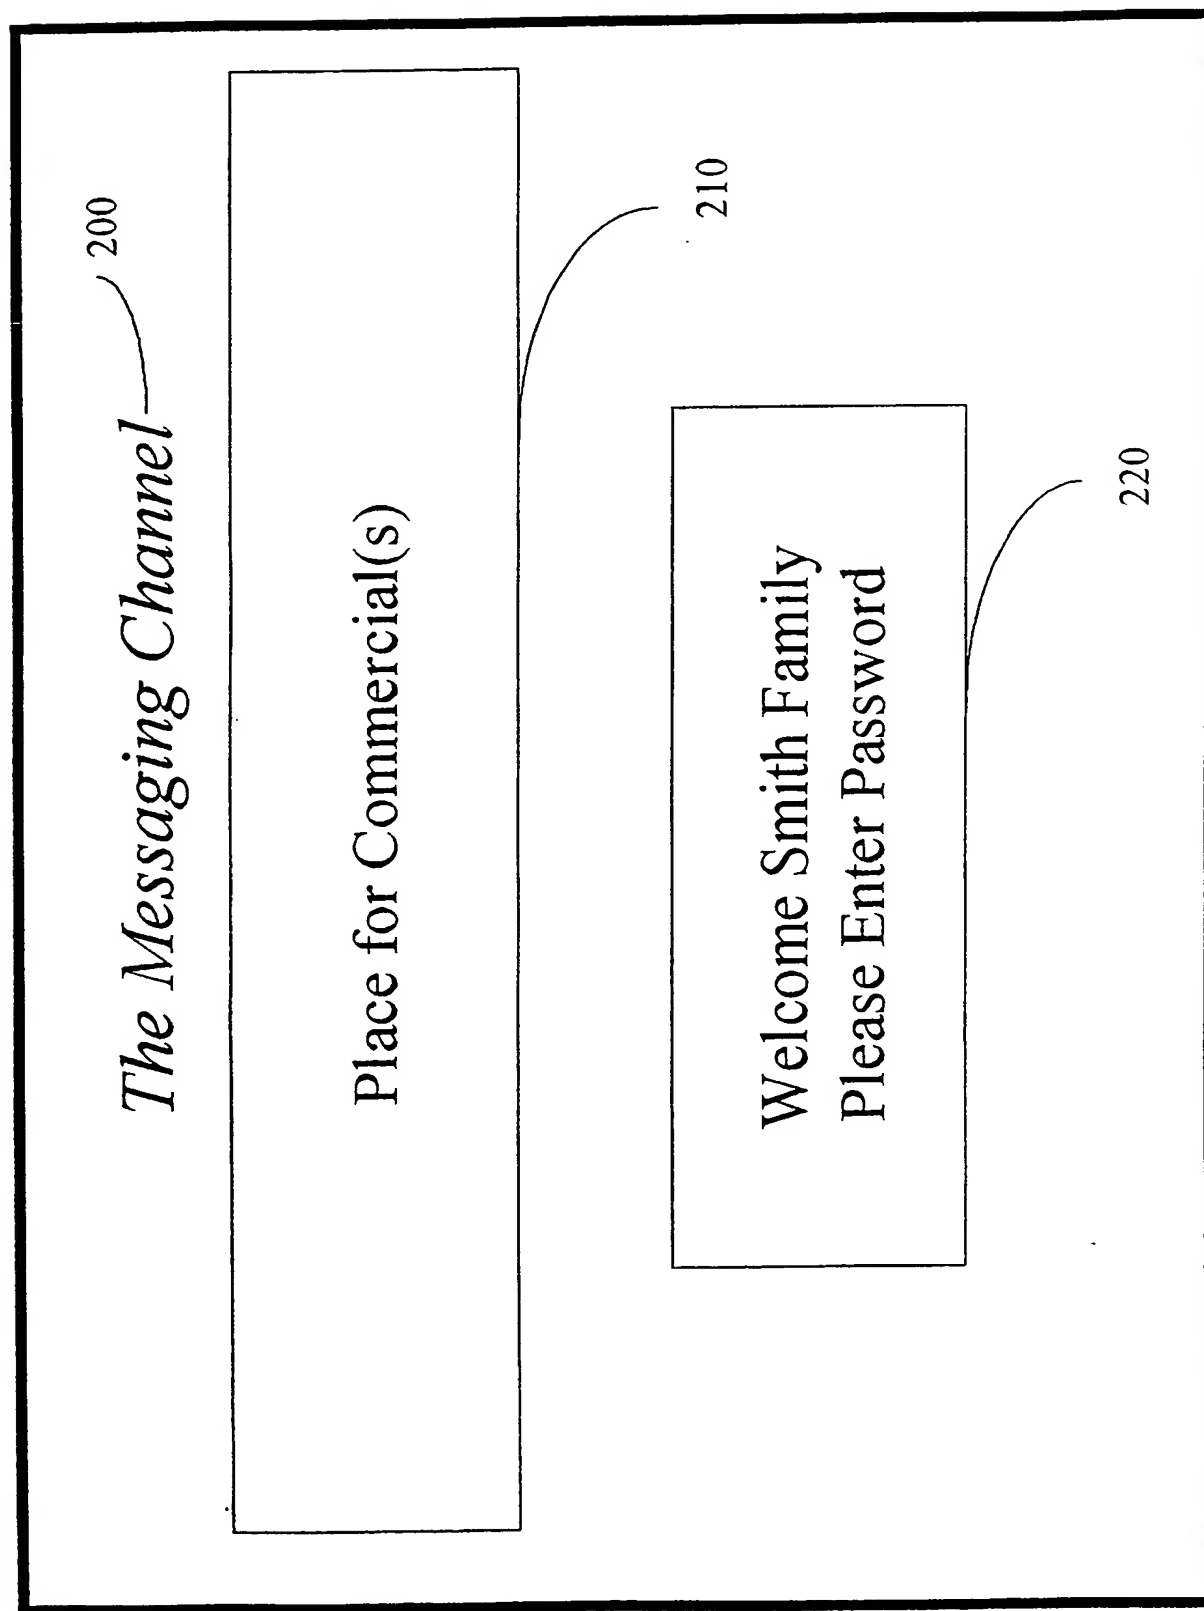 The Messaging Channel
200
Place for Commercial(s)
210
Welcome Smith Family
Please Enter Password
220